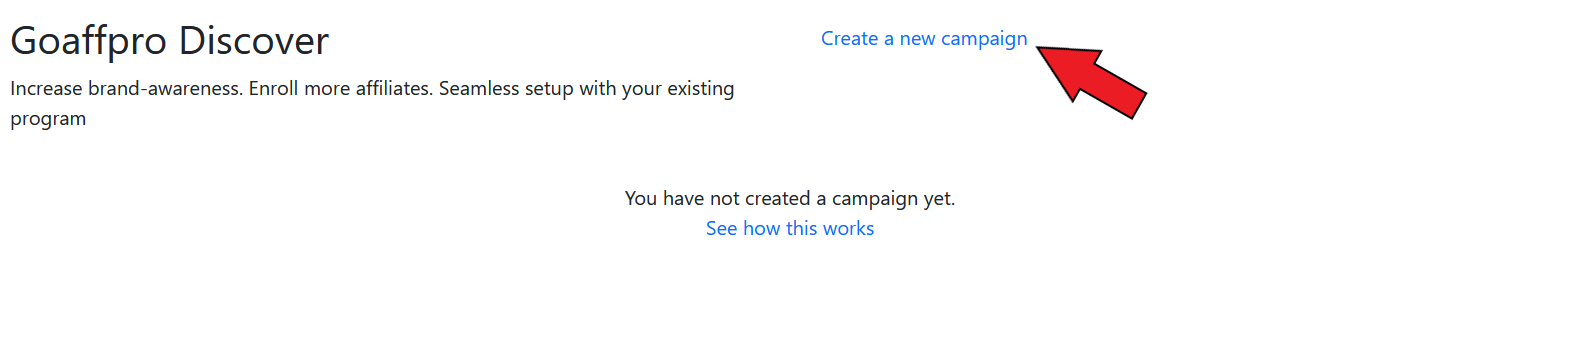 Goaffpro Discover
Create a new campaign
Increase brand-awareness. Enroll more affiliates. Seamless setup with your existing
program
You have not created a campaign yet.
See how this works